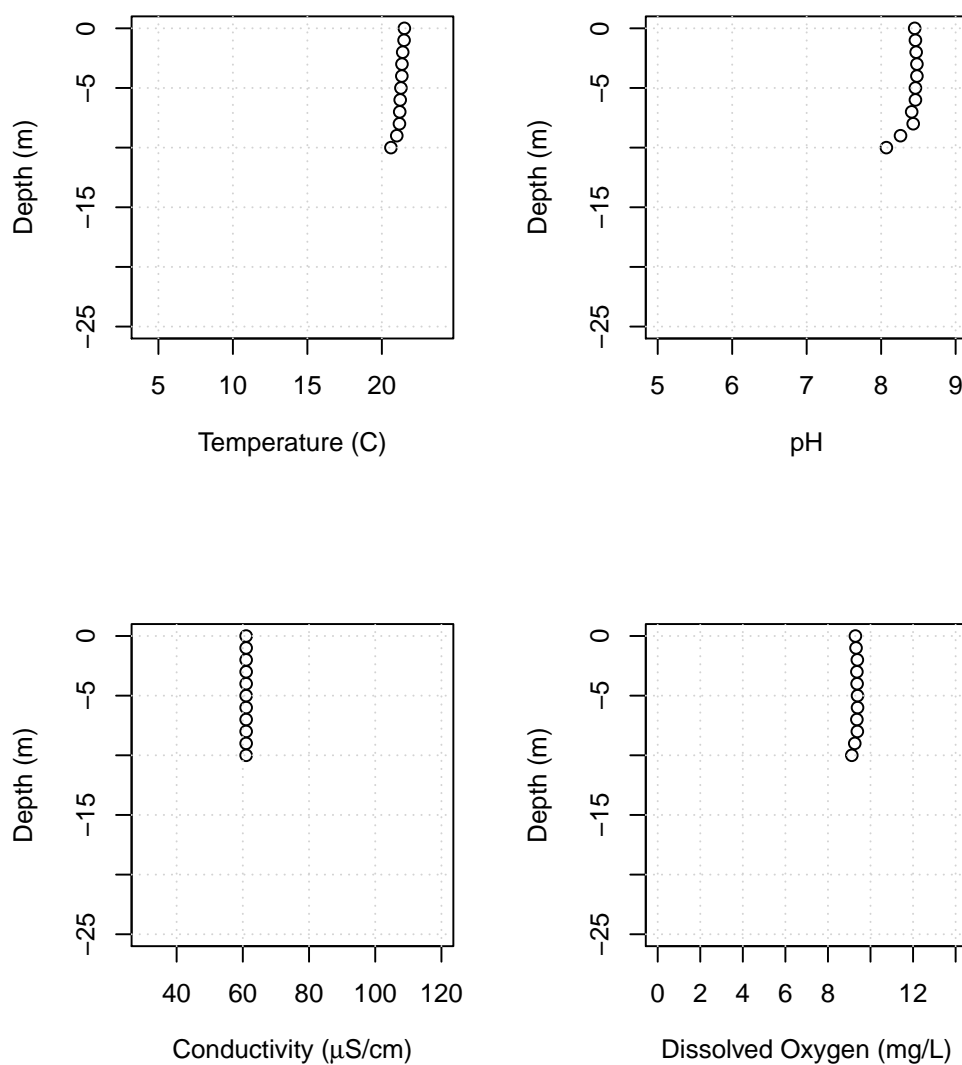 0
−5
−15
−25
Depth (m)
5 10 15 20
Temperature (C)
0
−5
−15
−25
Depth (m)
5 6 7 8 9
pH
0
−5
−15
−25
Depth (m)
40 60 80 100 120
Conductivity (μS/cm)
0
−5
−15
−25
Depth (m)
0 2 4 6 8 12
Dissolved Oxygen (mg/L)